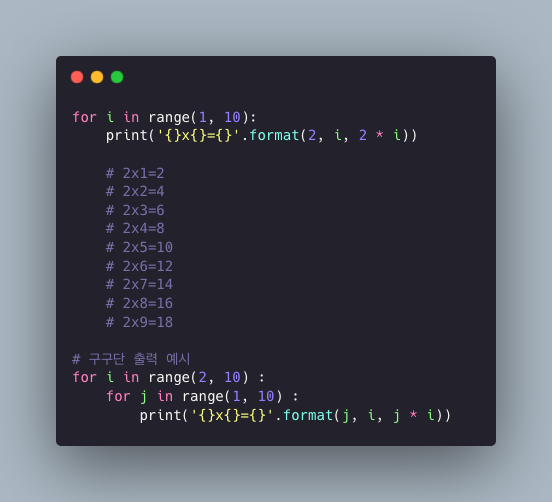 for i in range(1, 10):
    print('{}x{}={}'.format(2, i, 2 * i))
    # 2x1=2
    # 2x2=4
    # 2x3=6
    # 2x4=8
    # 2x5=10
    # 2x6=12
    # 2x7=14
    # 2x8=16
    # 2x9=18
# 구구단 출력 예시
for i in range(2, 10) :
    for j in range(1, 10) :
        print('{}x{}={}'.format(j, i, j * i))